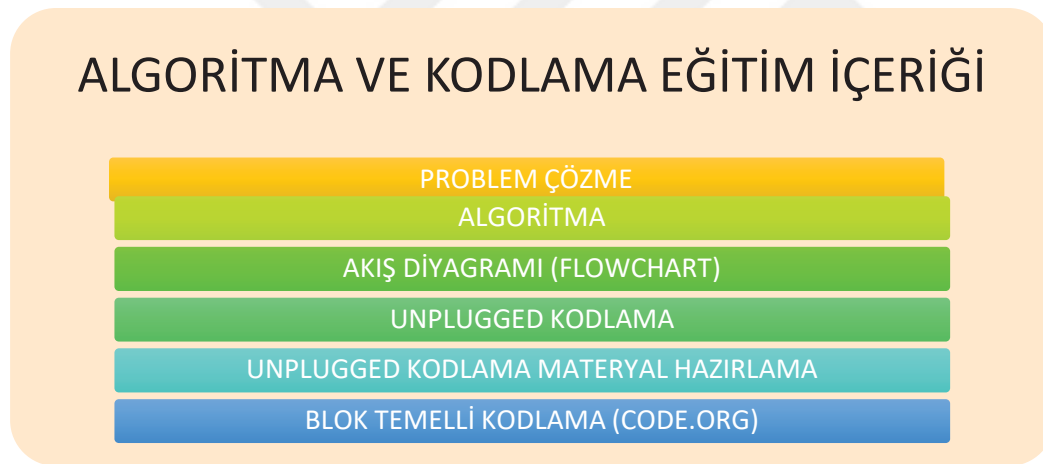 ALGORİTMA VE KODLAMA EĞİTİM İÇERİĞİ
PROBLEM ÇÖZME
ALGORİTMA
AKIŞ DİYAGRAMI (FLOWCHART)
UNPLUGGED KODLAMA
UNPLUGGED KODLAMA MATERYAL HAZIRLAMA
BLOK TEMELLİ KODLAMA (CODE.ORG)